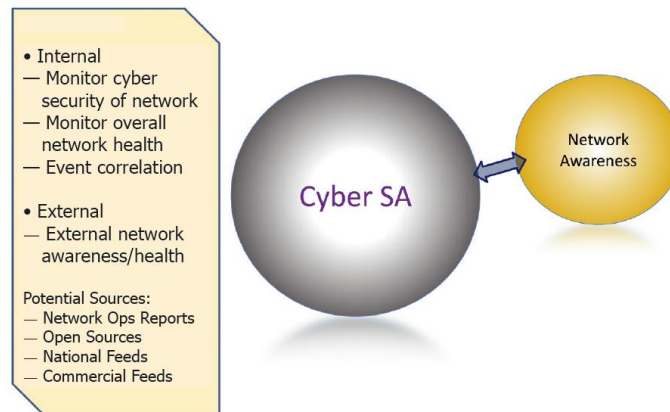 • Internal
— Monitor cyber
security of network
— Monitor overall
network health
— Event correlation
• External
— External network
awareness/health
Potential Sources:
— Network Ops Reports
— Open Sources
— National Feeds
— Commercial Feeds
Cyber SA
Network
Awareness